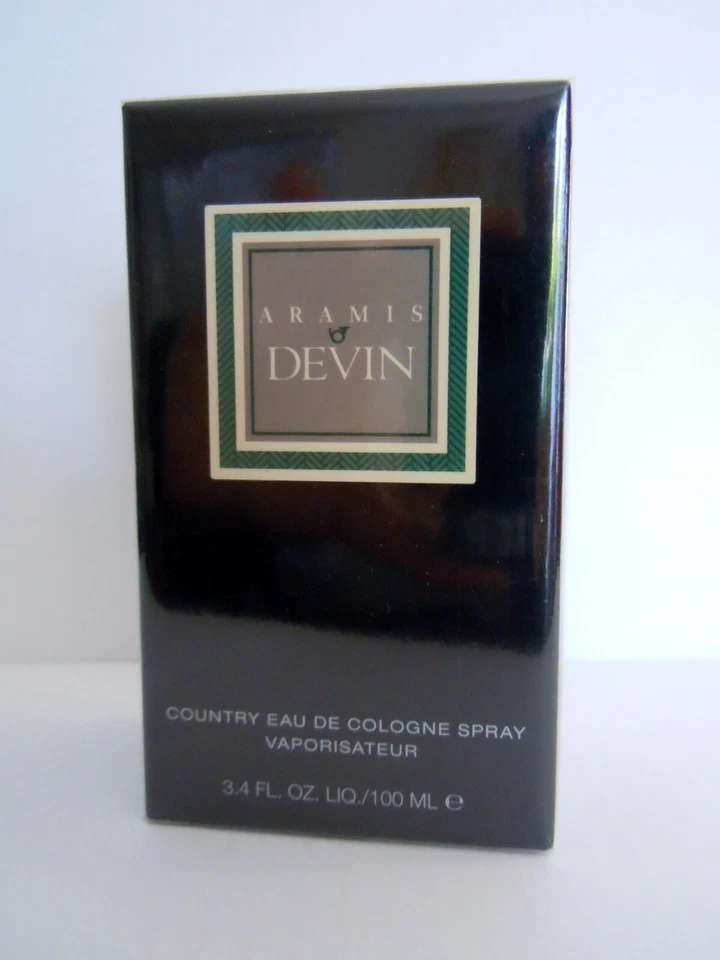 ARAMIS
DEVIN
COUNTRY EAU DE COLOGNE SPRAY
VAPORISATEUR
3.4 FL. OZ. LIQ./100 ML ℮